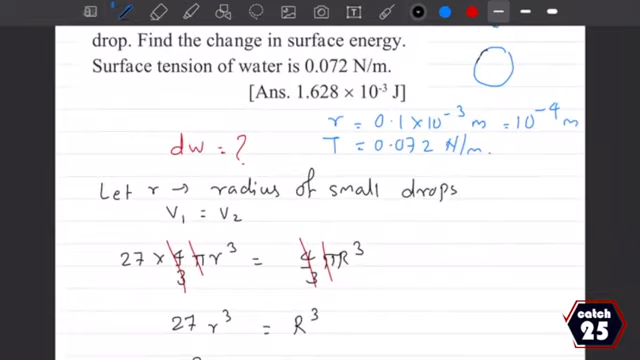 drop. Find the change in surface energy.
Surface tension of water is 0.072 N/m.
[Ans. 1.628 × 10⁻³ J]
r = 0.1 × 10⁻³ m = 10⁻⁴ m
T = 0.072 N/m.
dw = ?
Let r → radius of small drops
V₁ = V₂
27 × 4/3 π r³ = 4/3 π R³
27 r³ = R³
catch
25